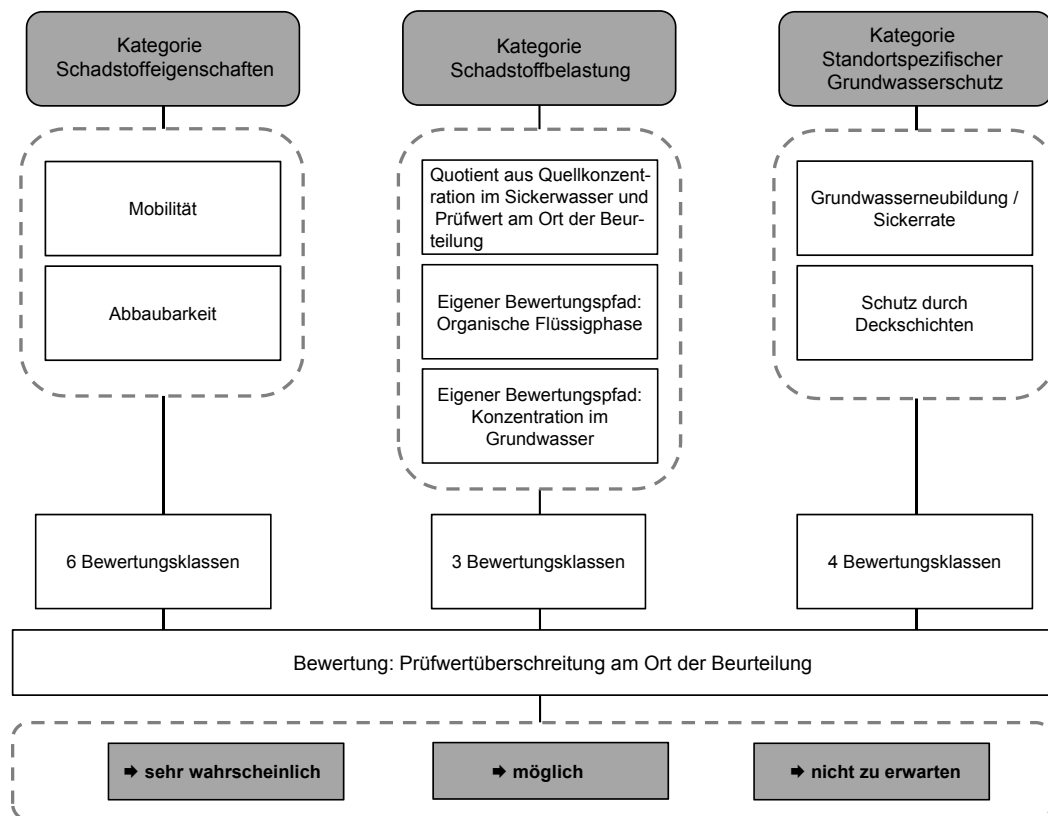 Kategorie
Schadstoffeigenschaften
Kategorie
Schadstoffbelastung
Kategorie
Standortspezifischer
Grundwasserschutz
Mobilität
Abbaubarkeit
Quotient aus Quellkonzent-
ration im Sickerwasser und
Prüfwert am Ort der Beur-
teilung
Eigener Bewertungspfad:
Organische Flüssigphase
Eigener Bewertungspfad:
Konzentration im
Grundwasser
Grundwasserneubildung /
Sickerrate
Schutz durch
Deckschichten
6 Bewertungsklassen
3 Bewertungsklassen
4 Bewertungsklassen
Bewertung: Prüfwertüberschreitung am Ort der Beurteilung
➡ sehr wahrscheinlich
➡ möglich
➡ nicht zu erwarten